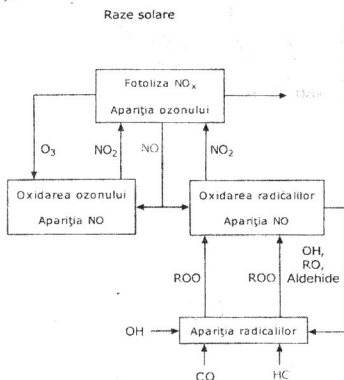 Raze solare
Fotoliza NOx
Apariția ozonului
Ozon
O3
NO2
NO
NO2
Oxidarea ozonului
Apariția NO
Oxidarea radicalilor
Apariția NO
ROO
ROO
OH,
RO,
Aldehide
OH
Apariția radicalilor
CO
HC